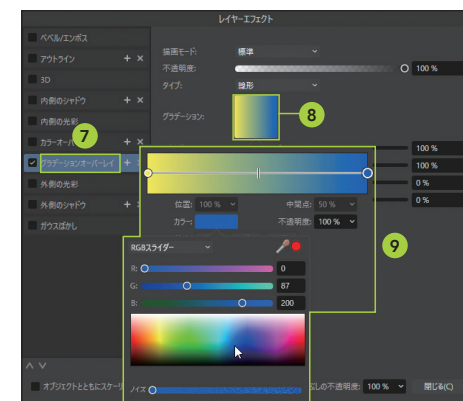 レイヤーエフェクト
ベベル/エンボス
アウトライン + ×
3D
内側のシャドウ + ×
内側の光彩
7
カラーオーバー
グラデーションオーバーレイ + ×
外側の光彩
外側のシャドウ +
ガウスぼかし
描画モード: 標準
不透明度: 100 %
タイプ: 線形
グラデーション:
8
100 %
100 %
0 %
0 %
位置: 100 % 中間点: 50 %
カラー: 不透明度: 100 %
9
RGBスライダー
R: 0
G: 87
B: 200
ノイズ
オブジェクトとともにスケーリ
しの不透明度: 100 % 閉じる(C)